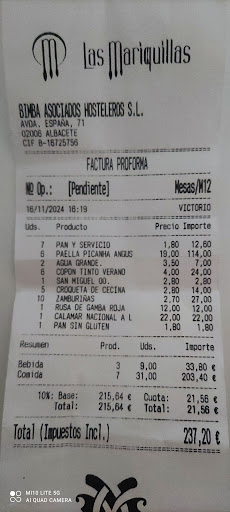 Las Mariquillas
BIMBA ASOCIADOS HOSTELEROS S.L.
AVDA. ESPAÑA, 71
02006 ALBACETE
CIF B-16725756
FACTURA PROFORMA
Nº Op.: [Pendiente] Mesas/M12
16/11/2024 16:19 VICTORIO
Uds. Producto Precio Importe
7 PAN Y SERVICIO 1,80 12,60
6 PAELLA PICANHA ANGUS 19,00 114,00
2 AGUA GRANDE. 3,50 7,00
6 COPON TINTO VERANO 4,00 24,00
1 SAN MIGUEL 00. 2,80 2,80
5 CROQUETA DE CECINA 2,80 14,00
10 ZAMBURIÑAS 2,70 27,00
1 RUSA DE GAMBA ROJA 12,00 12,00
1 CALAMAR NACIONAL A L 22,00 22,00
1 PAN SIN GLUTEN 1,80 1,80
Resumen Prod. Uds. Importe
Bebida 3 9,00 33,80 €
Comida 7 31,00 203,40 €
10%: Base: 215,64 € Cuota: 21,56 €
Total: 215,64 € Total: 21,56 €
Total (Impuestos Incl.) 237,20 €
MI 10 LITE 5G
AI QUAD CAMERA